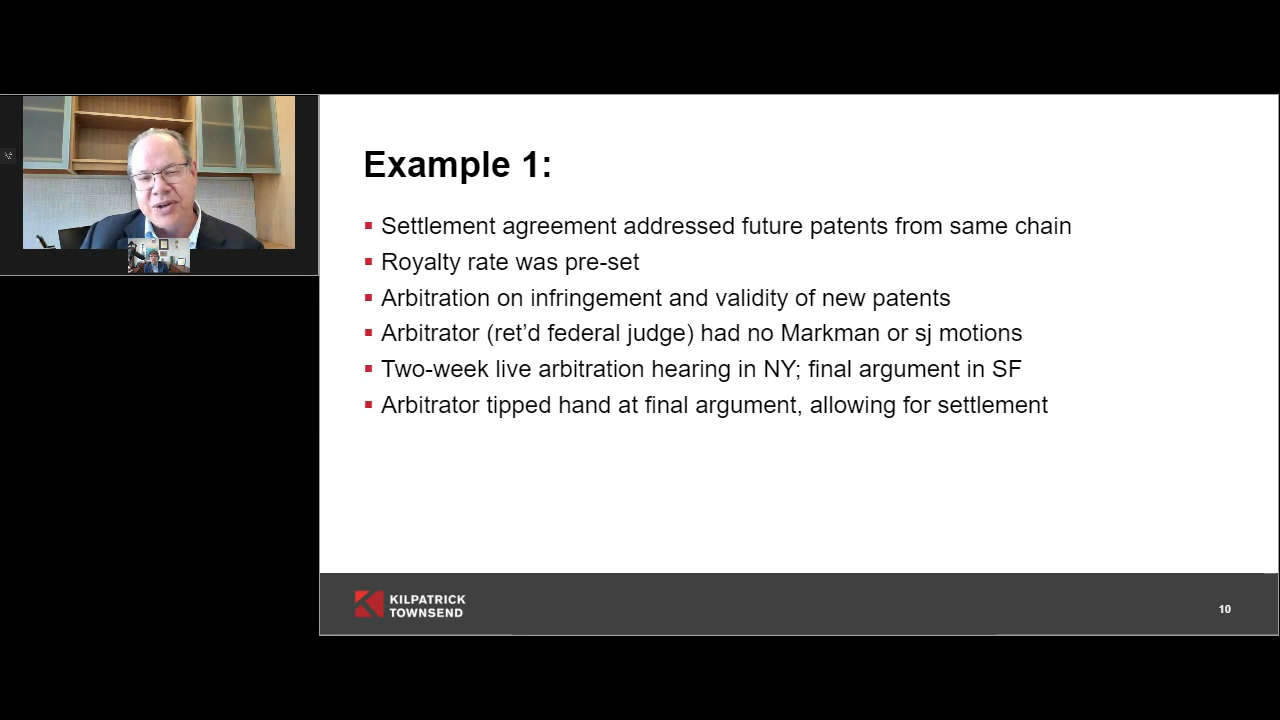 Example 1:
▪ Settlement agreement addressed future patents from same chain
▪ Royalty rate was pre-set
▪ Arbitration on infringement and validity of new patents
▪ Arbitrator (ret’d federal judge) had no Markman or sj motions
▪ Two-week live arbitration hearing in NY; final argument in SF
▪ Arbitrator tipped hand at final argument, allowing for settlement
KILPATRICK
TOWNSEND
10